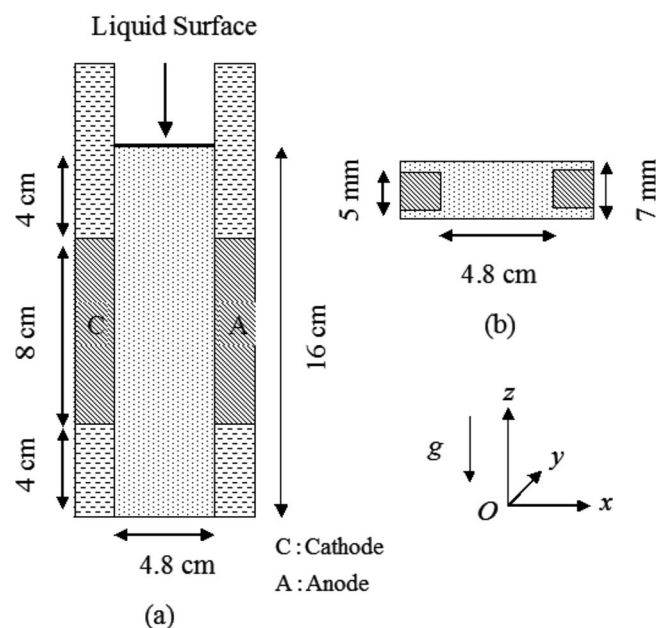 Liquid Surface
4 cm
8 cm
4 cm
C
A
16 cm
4.8 cm
(a)
C : Cathode
A : Anode
5 mm
7 mm
4.8 cm
(b)
g
z
y
O
x